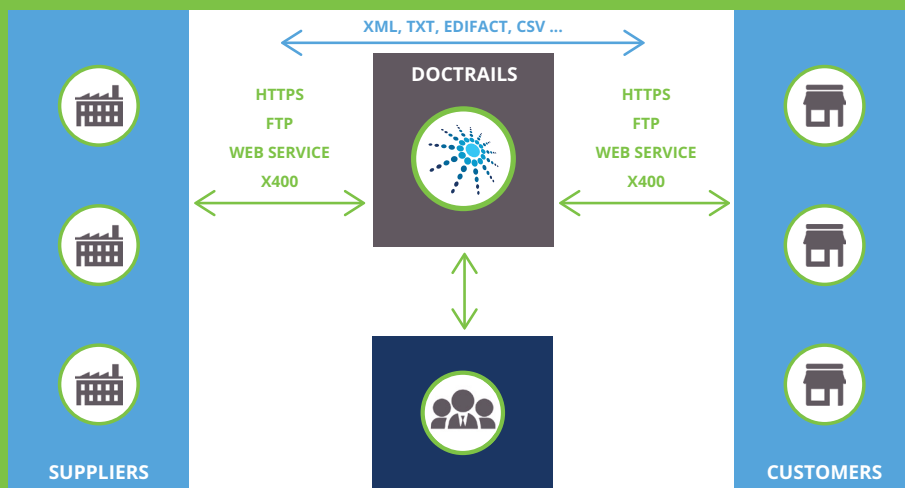 XML, TXT, EDIFACT, CSV ...
DOCTRAILS
HTTPS
FTP
WEB SERVICE
X400
HTTPS
FTP
WEB SERVICE
X400
SUPPLIERS
CUSTOMERS